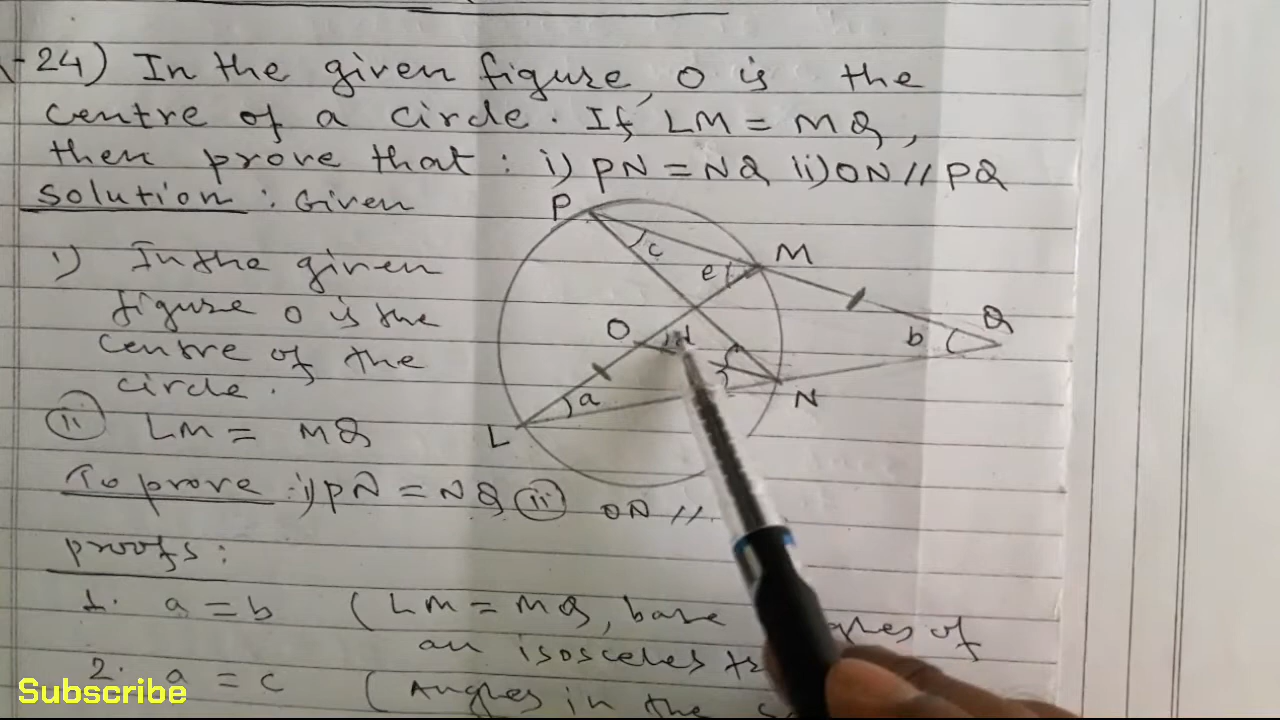 -24) In the given figure, O is the
centre of a circle. If LM = MQ,
then prove that : i) PN = NQ ii) ON // PQ
Solution : Given
i) In the given
figure O is the
centre of the
circle.
ii) LM = MQ
To prove : i) PN = NQ ii) ON //
proofs :
1. a = b ( LM = MQ, base of
an isosceles
2. a = c ( Angles in the
P
c
e
M
O
d
b
Q
a
N
L
Subscribe